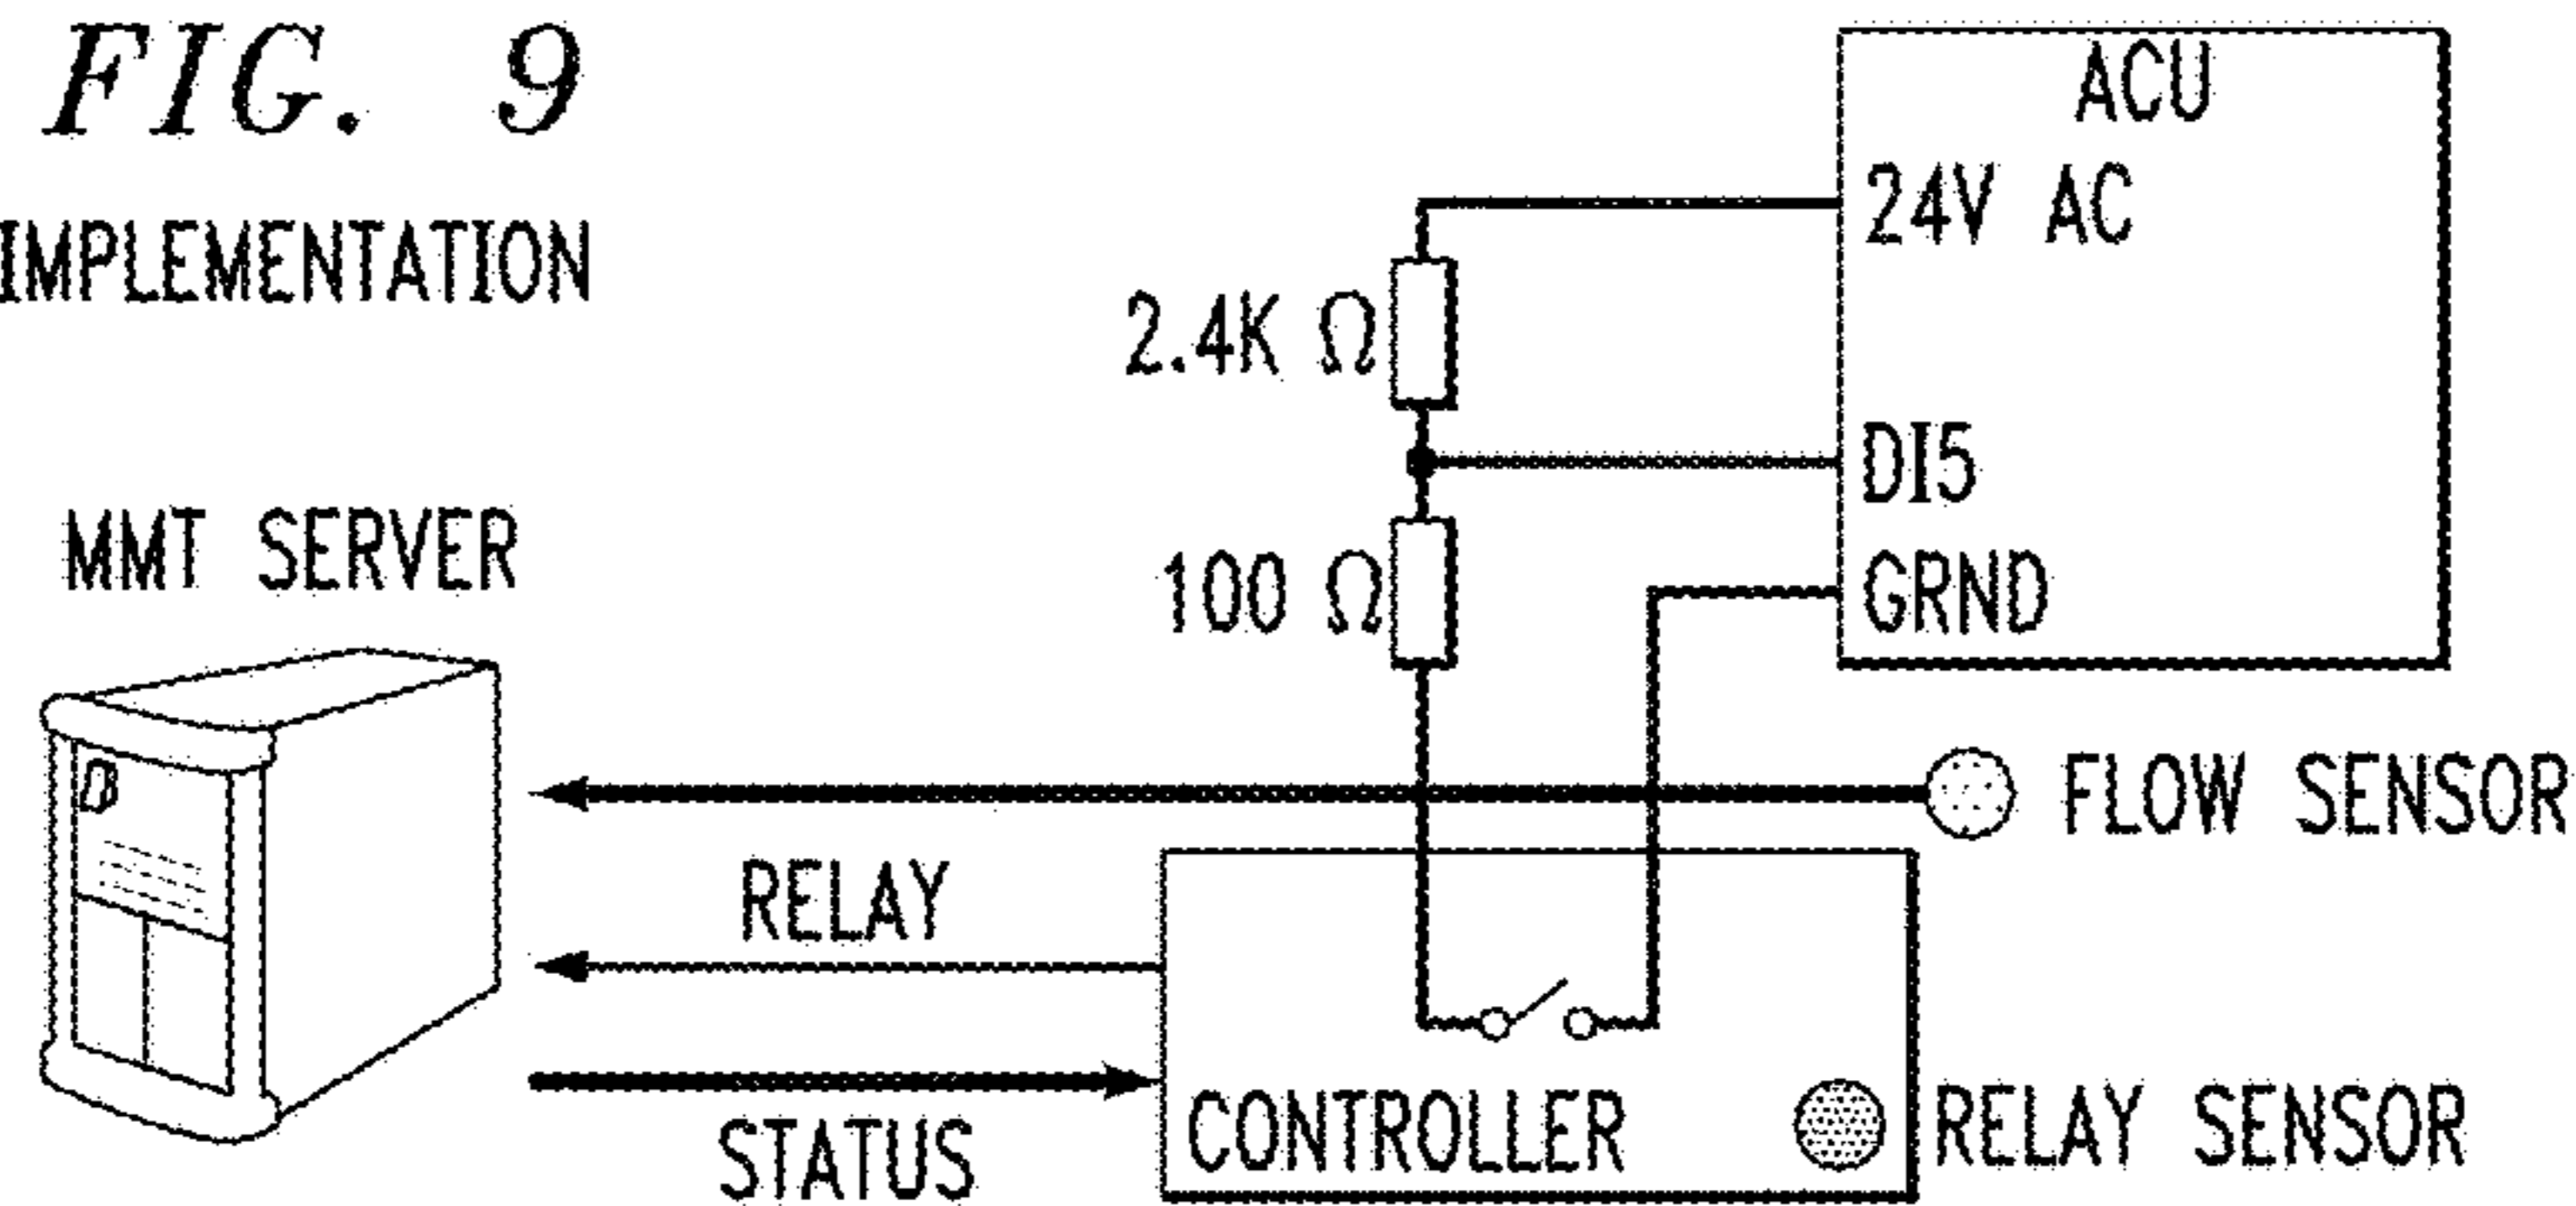 FIG. 9
IMPLEMENTATION
ACU
24V AC
2.4K Ω
DI5
100 Ω
GRND
MMT SERVER
FLOW SENSOR
RELAY
STATUS
CONTROLLER
RELAY SENSOR